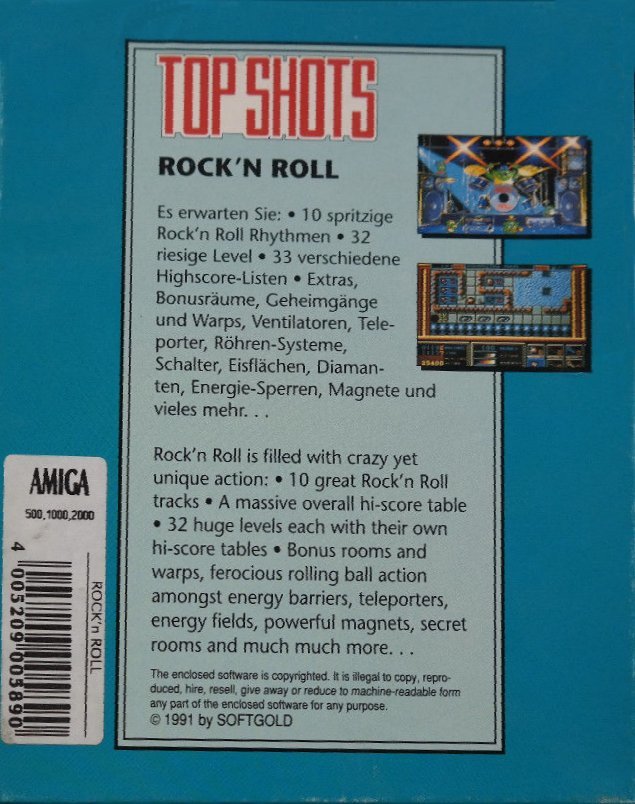 TOP SHOTS
ROCK'N ROLL
Es erwarten Sie: • 10 spritzige
Rock'n Roll Rhythmen • 32
riesige Level • 33 verschiedene
Highscore-Listen • Extras,
Bonusräume, Geheimgänge
und Warps, Ventilatoren, Tele-
porter, Röhren-Systeme,
Schalter, Eisflächen, Diaman-
ten, Energie-Sperren, Magnete und
vieles mehr. . .
Rock'n Roll is filled with crazy yet
unique action: • 10 great Rock'n Roll
tracks • A massive overall hi-score table
• 32 huge levels each with their own
hi-score tables • Bonus rooms and
warps, ferocious rolling ball action
amongst energy barriers, teleporters,
energy fields, powerful magnets, secret
rooms and much much more. . .
The enclosed software is copyrighted. It is illegal to copy, repro-
duced, hire, resell, give away or reduce to machine-readable form
any part of the enclosed software for any purpose.
© 1991 by SOFTGOLD
AMIGA
500,1000,2000
ROCK'n ROLL
4 005209 005890